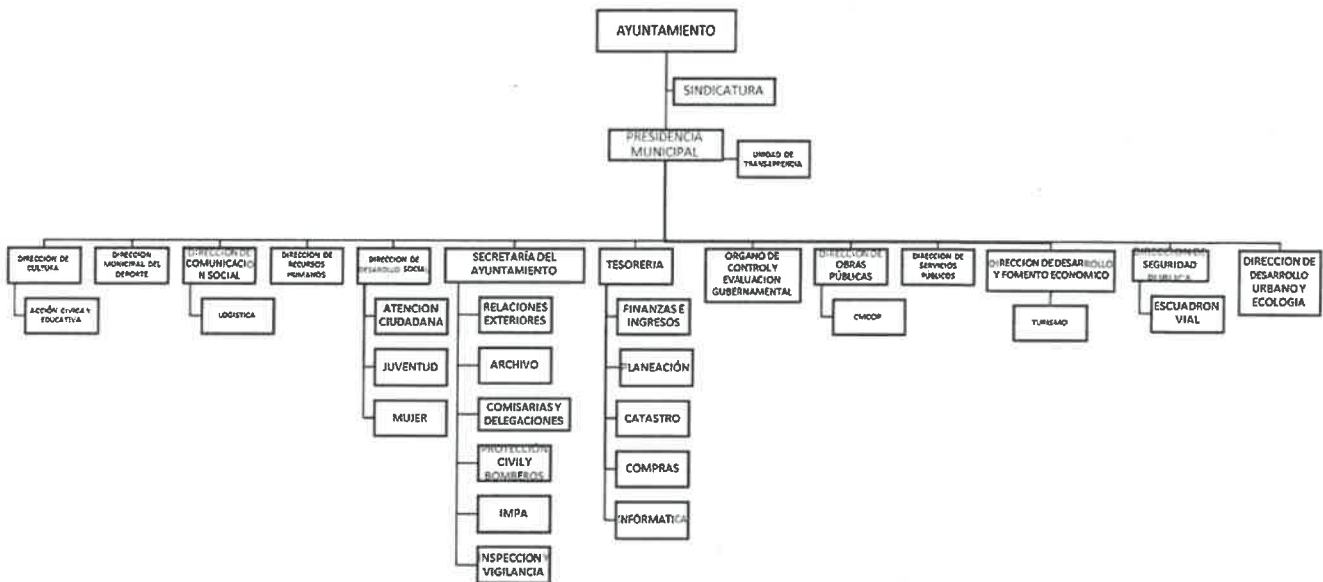 AYUNTAMIENTO
SINDICATURA
PRESIDENCIA
MUNICIPAL
UNIDAD DE
TRANSPARENCIA
DIRECCION DE
CULTURA
DIRECCION
MUNICIPAL DEL
DEPORTE
DIRECCION DE
COMUNICACIO
N SOCIAL
DIRECCION DE
RECURSOS
HUMANOS
DIRECCION DE
DESAROLLO SOCIAL
SECRETARÍA DEL
AYUNTAMIENTO
TESORERIA
ORGANO DE
CONTROL Y
EVALUACION
GUBERNAMENTAL
DIRECCION DE
OBRAS
PÚBLICAS
DIRECCION DE
SERVICIOS
PUBLICOS
DIRECCION DE DESARROLLO
Y FOMENTO ECONOMICO
DIRECCION DE
SEGURIDAD
PUBLICA
DIRECCION DE
DESARROLLO
URBANO Y
ECOLOGIA
ACCIÓN CIVICA Y
EDUCATIVA
LOGISTICA
ATENCION
CIUDADANA
JUVENTUD
MUJER
RELACIONES
EXTERIORES
ARCHIVO
COMISARIAS Y
DELEGACIONES
PROTECCIÓN
CIVIL Y
BOMBEROS
IMPA
INSPECCION Y
VIGILANCIA
FINANZAS E
INGRESOS
PLANEACIÓN
CATASTRO
COMPRAS
INFORMATICA
CMCOP
TURISMO
ESCUADRON
VIAL